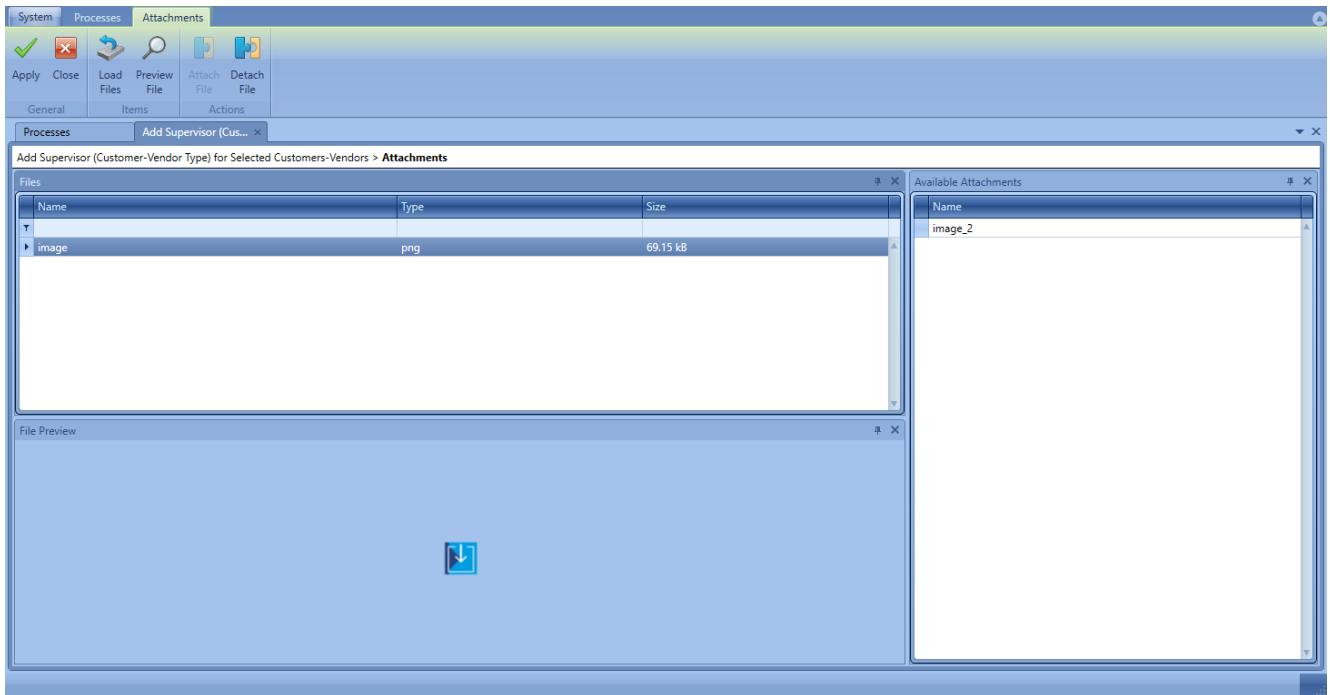 System Processes Attachments
Apply Close Load Files Preview File Attach File Detach File
General Items Actions
Processes Add Supervisor (Cus...
Add Supervisor (Customer-Vendor Type) for Selected Customers-Vendors > Attachments
Files
Name Type Size
image png 69.15 kB
File Preview
Available Attachments
Name
image_2